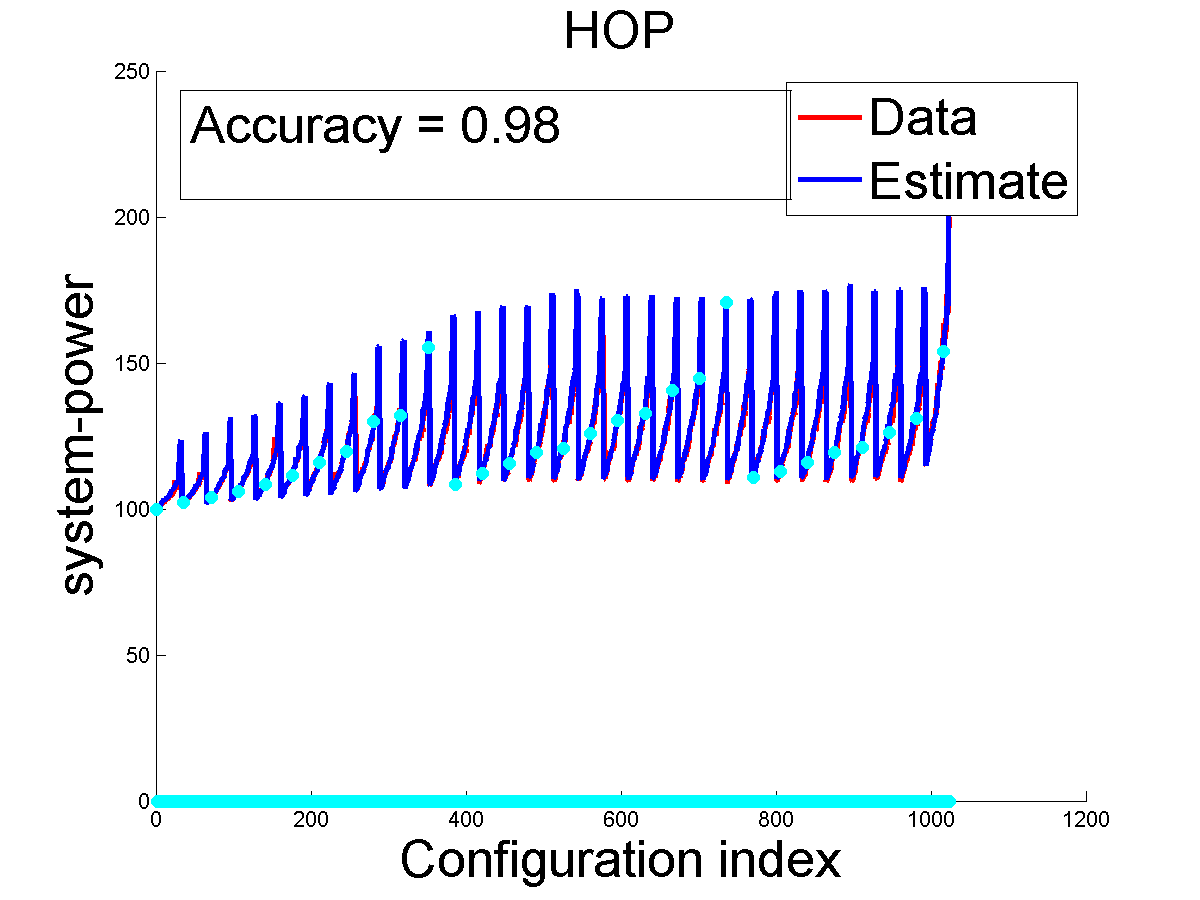 HOP
250
Accuracy = 0.98
Data
Estimate
200
150
100
50
0
system-power
0 200 400 600 800 1000 1200
Configuration index